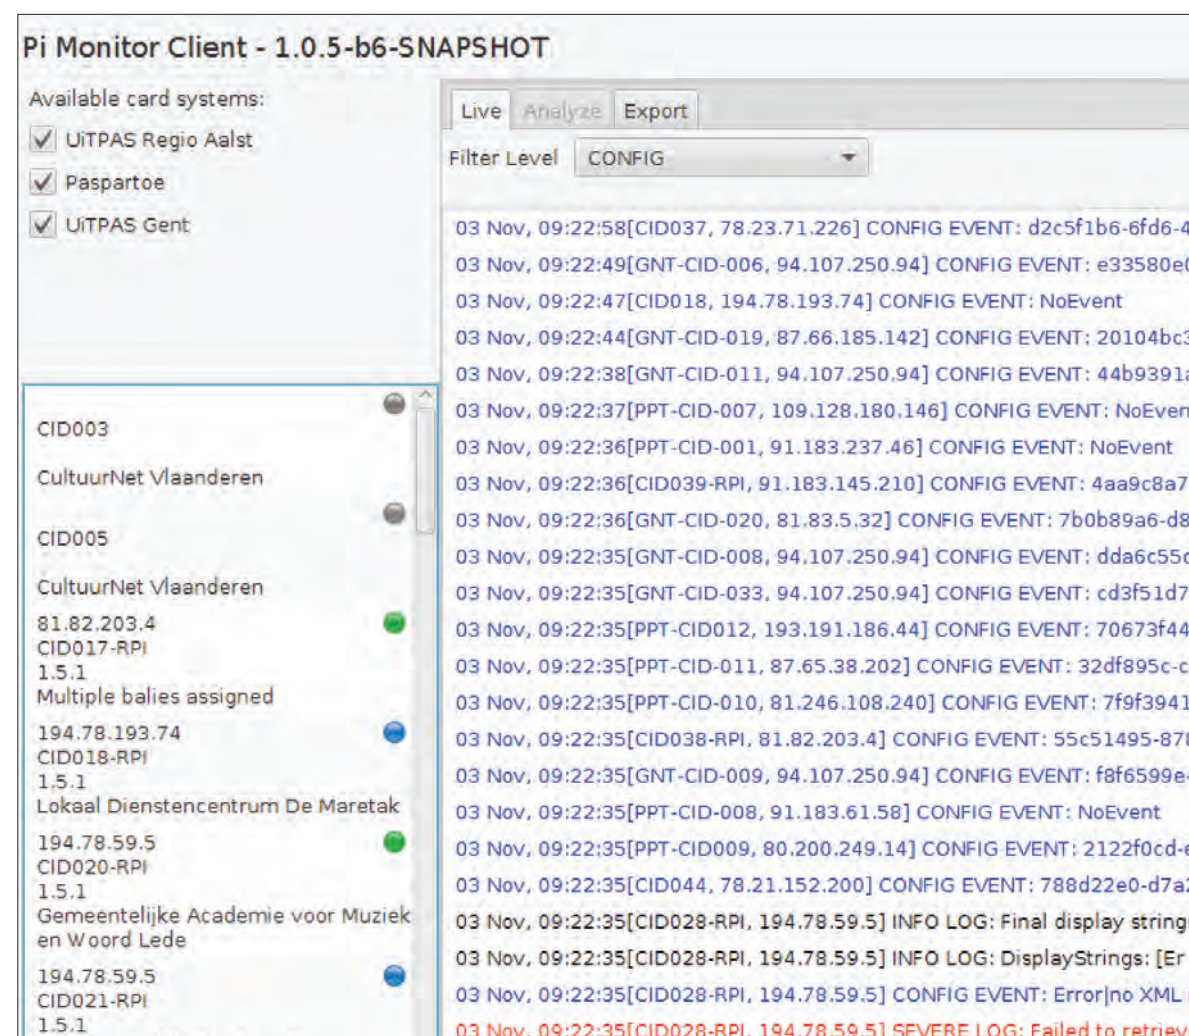 Pi Monitor Client - 1.0.5-b6-SNAPSHOT
Available card systems:
UiTPAS Regio Aalst
Paspartoe
UiTPAS Gent
CID003
CultuurNet Vlaanderen
CID005
CultuurNet Vlaanderen
81.82.203.4
CID017-RPI
1.5.1
Multiple balies assigned
194.78.193.74
CID018-RPI
1.5.1
Lokaal Dienstencentrum De Maretak
194.78.59.5
CID020-RPI
1.5.1
Gemeentelijke Academie voor Muziek
en Woord Lede
194.78.59.5
CID021-RPI
1.5.1
Live Analyze Export
Filter Level CONFIG
03 Nov, 09:22:58[CID037, 78.23.71.226] CONFIG EVENT: d2c5f1b6-6fd6-4
03 Nov, 09:22:49[GNT-CID-006, 94.107.250.94] CONFIG EVENT: e33580e0
03 Nov, 09:22:47[CID018, 194.78.193.74] CONFIG EVENT: NoEvent
03 Nov, 09:22:44[GNT-CID-019, 87.66.185.142] CONFIG EVENT: 20104bc3
03 Nov, 09:22:38[GNT-CID-011, 94.107.250.94] CONFIG EVENT: 44b9391a
03 Nov, 09:22:37[PPT-CID-007, 109.128.180.146] CONFIG EVENT: NoEven
03 Nov, 09:22:36[PPT-CID-001, 91.183.237.46] CONFIG EVENT: NoEvent
03 Nov, 09:22:36[CID039-RPI, 91.183.145.210] CONFIG EVENT: 4aa9c8a7
03 Nov, 09:22:36[GNT-CID-020, 81.83.5.32] CONFIG EVENT: 7b0b89a6-d8
03 Nov, 09:22:35[GNT-CID-008, 94.107.250.94] CONFIG EVENT: dda6c55c
03 Nov, 09:22:35[GNT-CID-033, 94.107.250.94] CONFIG EVENT: cd3f51d7
03 Nov, 09:22:35[PPT-CID012, 193.191.186.44] CONFIG EVENT: 70673f44
03 Nov, 09:22:35[PPT-CID-011, 87.65.38.202] CONFIG EVENT: 32df895c-c
03 Nov, 09:22:35[PPT-CID-010, 81.246.108.240] CONFIG EVENT: 7f9f3941
03 Nov, 09:22:35[CID038-RPI, 81.82.203.4] CONFIG EVENT: 55c51495-878
03 Nov, 09:22:35[GNT-CID-009, 94.107.250.94] CONFIG EVENT: f8f6599e-
03 Nov, 09:22:35[PPT-CID-008, 91.183.61.58] CONFIG EVENT: NoEvent
03 Nov, 09:22:35[PPT-CID009, 80.200.249.14] CONFIG EVENT: 2122f0cd-e
03 Nov, 09:22:35[CID044, 78.21.152.200] CONFIG EVENT: 788d22e0-d7a2
03 Nov, 09:22:35[CID028-RPI, 194.78.59.5] INFO LOG: Final display string
03 Nov, 09:22:35[CID028-RPI, 194.78.59.5] INFO LOG: DisplayStrings: [Er
03 Nov, 09:22:35[CID028-RPI, 194.78.59.5] CONFIG EVENT: Error|no XML
03 Nov, 09:22:35[CID028-RPI, 194.78.59.5] SEVERE LOG: Failed to retriev